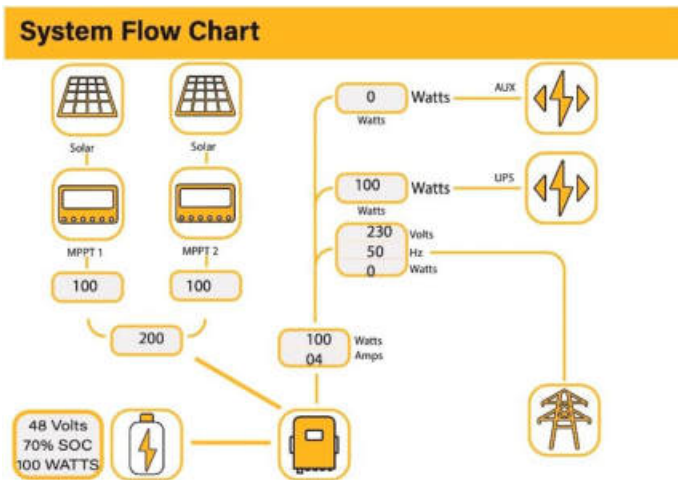 System Flow Chart
0 Watts
Watts
AUX
Solar
Solar
100 Watts
Watts
UPS
230 Volts
50 Hz
0 Watts
MPPT 1
MPPT 2
100
100
200
100 Watts
04 Amps
48 Volts
70% SOC
100 WATTS